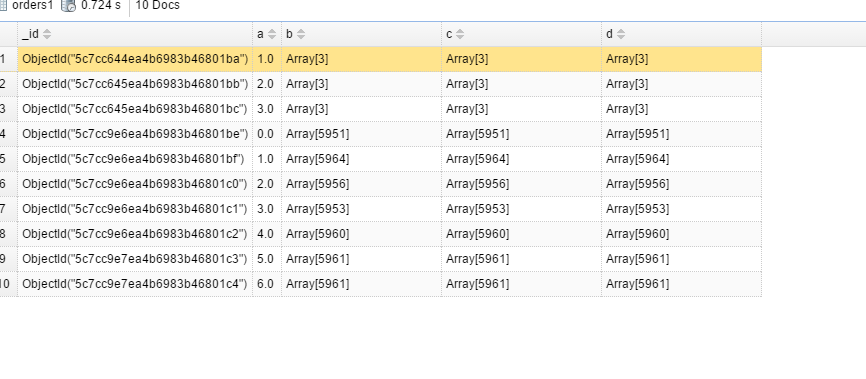 orders1 0.724 s 10 Docs
_id a b c d
1 ObjectId("5c7cc644ea4b6983b46801ba") 1.0 Array[3] Array[3] Array[3]
2 ObjectId("5c7cc645ea4b6983b46801bb") 2.0 Array[3] Array[3] Array[3]
3 ObjectId("5c7cc645ea4b6983b46801bc") 3.0 Array[3] Array[3] Array[3]
4 ObjectId("5c7cc9e6ea4b6983b46801be") 0.0 Array[5951] Array[5951] Array[5951]
5 ObjectId("5c7cc9e6ea4b6983b46801bf") 1.0 Array[5964] Array[5964] Array[5964]
6 ObjectId("5c7cc9e6ea4b6983b46801c0") 2.0 Array[5956] Array[5956] Array[5956]
7 ObjectId("5c7cc9e6ea4b6983b46801c1") 3.0 Array[5953] Array[5953] Array[5953]
8 ObjectId("5c7cc9e6ea4b6983b46801c2") 4.0 Array[5960] Array[5960] Array[5960]
9 ObjectId("5c7cc9e7ea4b6983b46801c3") 5.0 Array[5961] Array[5961] Array[5961]
10 ObjectId("5c7cc9e7ea4b6983b46801c4") 6.0 Array[5961] Array[5961] Array[5961]